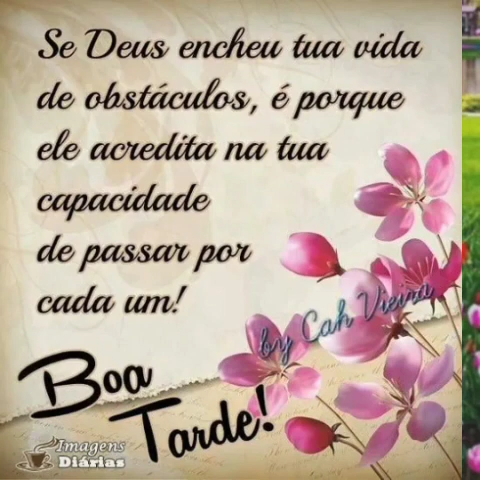 Se Deus encheu tua vida
de obstáculos, é porque
ele acredita na tua
capacidade
de passar por
cada um!
by Cah Vieira
Boa
Tarde!
Imagens
Diárias